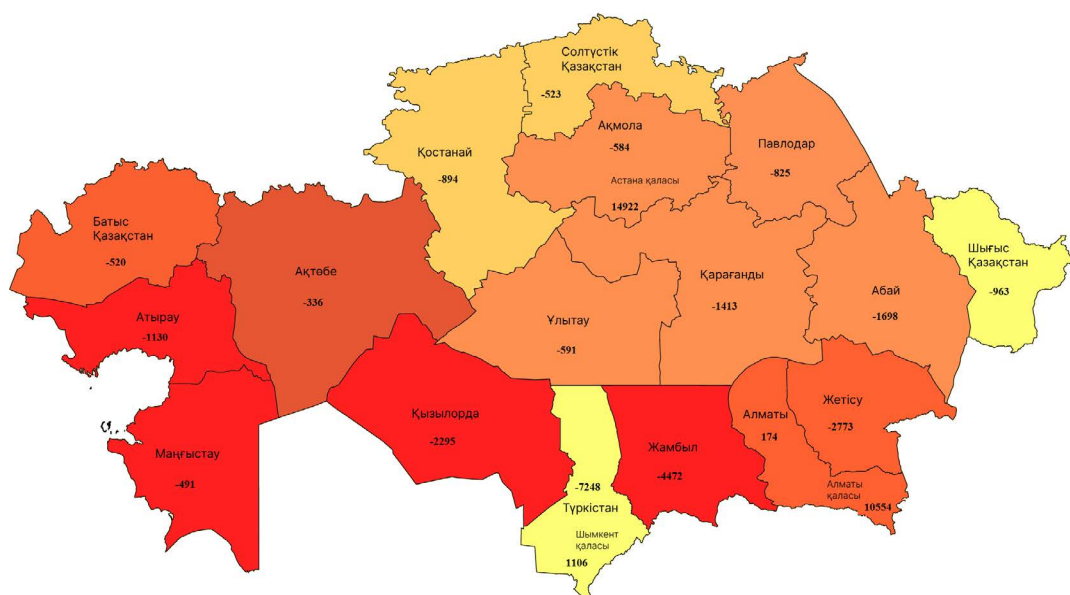 Солтүстік
Қазақстан
-523
Қостанай
-894
Ақмола
-584
Астана қаласы
14922
Павлодар
-825
Батыс
Қазақстан
-520
Ақтөбе
-336
Атырау
-1130
Маңғыстау
-491
Ұлытау
-591
Қарағанды
-1413
Абай
-1698
Шығыс
Қазақстан
-963
Қызылорда
-2295
-7248
Түркістан
Шымкент
қаласы
1106
Жамбыл
-4472
Алматы
174
Жетісу
-2773
Алматы
қаласы
10554